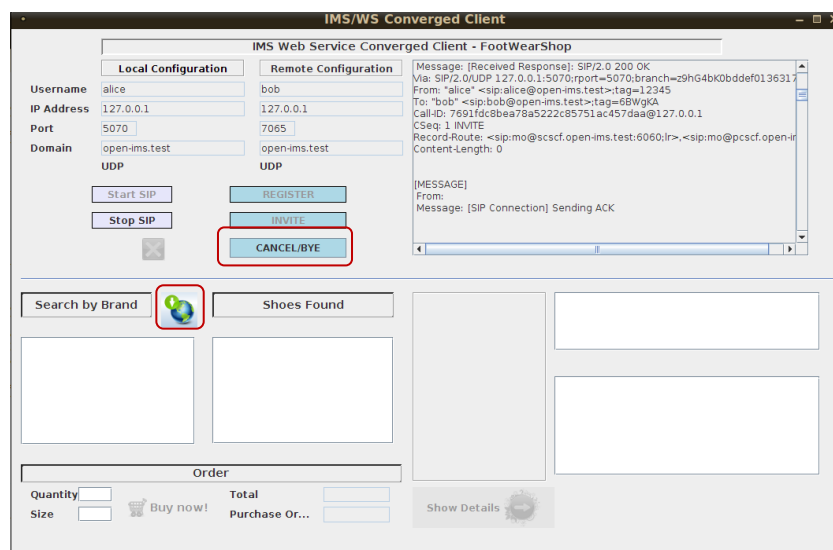 IMS/WS Converged Client
IMS Web Service Converged Client - FootWearShop
Local Configuration
Remote Configuration
Username alice bob
IP Address 127.0.0.1 127.0.0.1
Port 5070 7065
Domain open-ims.test open-ims.test
UDP UDP
Start SIP REGISTER
Stop SIP INVITE
CANCEL/BYE
Message: [Received Response]: SIP/2.0 200 OK
Via: SIP/2.0/UDP 127.0.0.1:5070;rport=5070;branch=z9hG4bK0bddef0136317
From: "alice" <sip:alice@open-ims.test>;tag=12345
To: "bob" <sip:bob@open-ims.test>;tag=6BWgKA
Call-ID: 7691fdc8bea78a5222c85751ac457daa@127.0.0.1
CSeq: 1 INVITE
Record-Route: <sip:mo@scscf.open-ims.test:6060;lr>,<sip:mo@pcscf.open-ir
Content-Length: 0
[MESSAGE]
From:
Message: [SIP Connection] Sending ACK
Search by Brand
Shoes Found
Order
Quantity Total
Size Buy now! Purchase Or...
Show Details